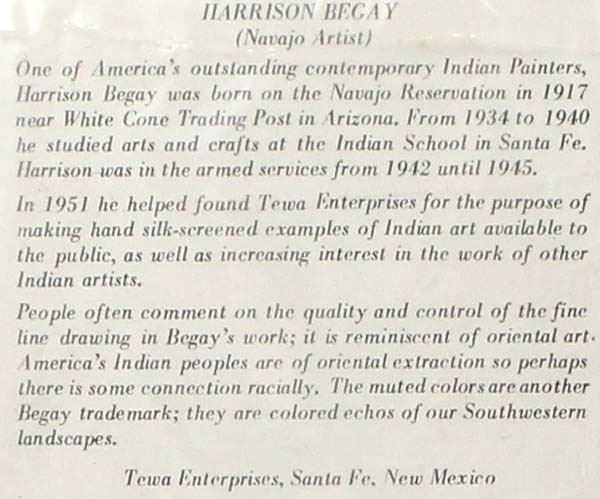 HARRISON BEGAY
(Navajo Artist)
One of America's outstanding contemporary Indian Painters,
Harrison Begay was born on the Navajo Reservation in 1917
near White Cone Trading Post in Arizona. From 1934 to 1940
he studied arts and crafts at the Indian School in Santa Fe.
Harrison was in the armed services from 1942 until 1945.
In 1951 he helped found Tewa Enterprises for the purpose of
making hand silk-screened examples of Indian art available to
the public, as well as increasing interest in the work of other
Indian artists.
People often comment on the quality and control of the fine
line drawing in Begay's work; it is reminiscent of oriental art.
America's Indian peoples are of oriental extraction so perhaps
there is some connection racially. The muted colors are another
Begay trademark; they are colored echos of our Southwestern
landscapes.
Tewa Enterprises, Santa Fe, New Mexico